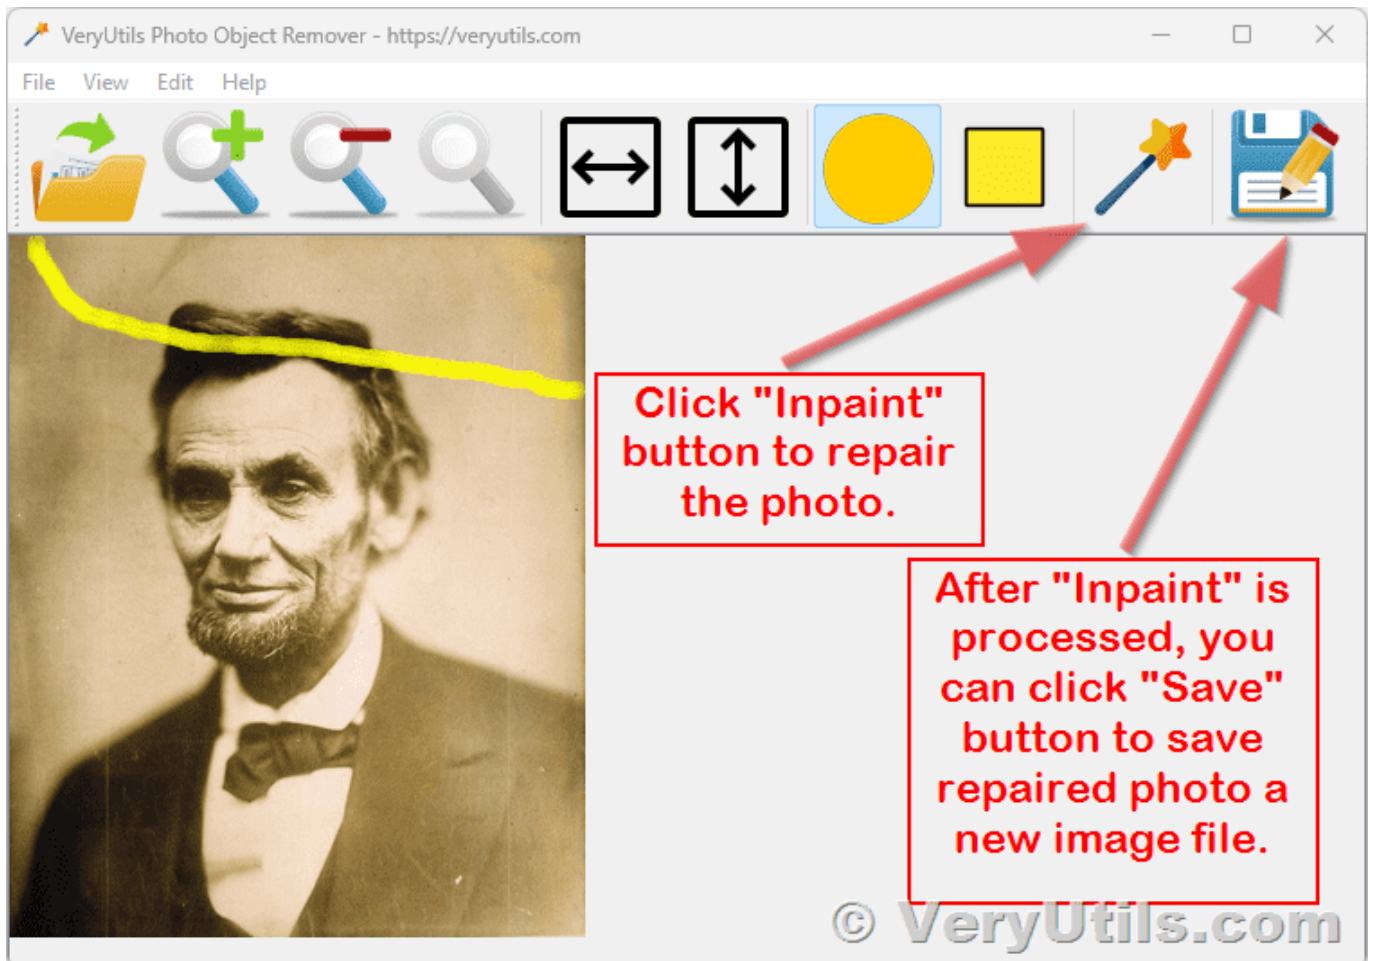 VeryUtils Photo Object Remover - https://veryutils.com
File View Edit Help
Click "Inpaint"
button to repair
the photo.
After "Inpaint" is
processed, you
can click "Save"
button to save
repaired photo a
new image file.
© VeryUtils.com